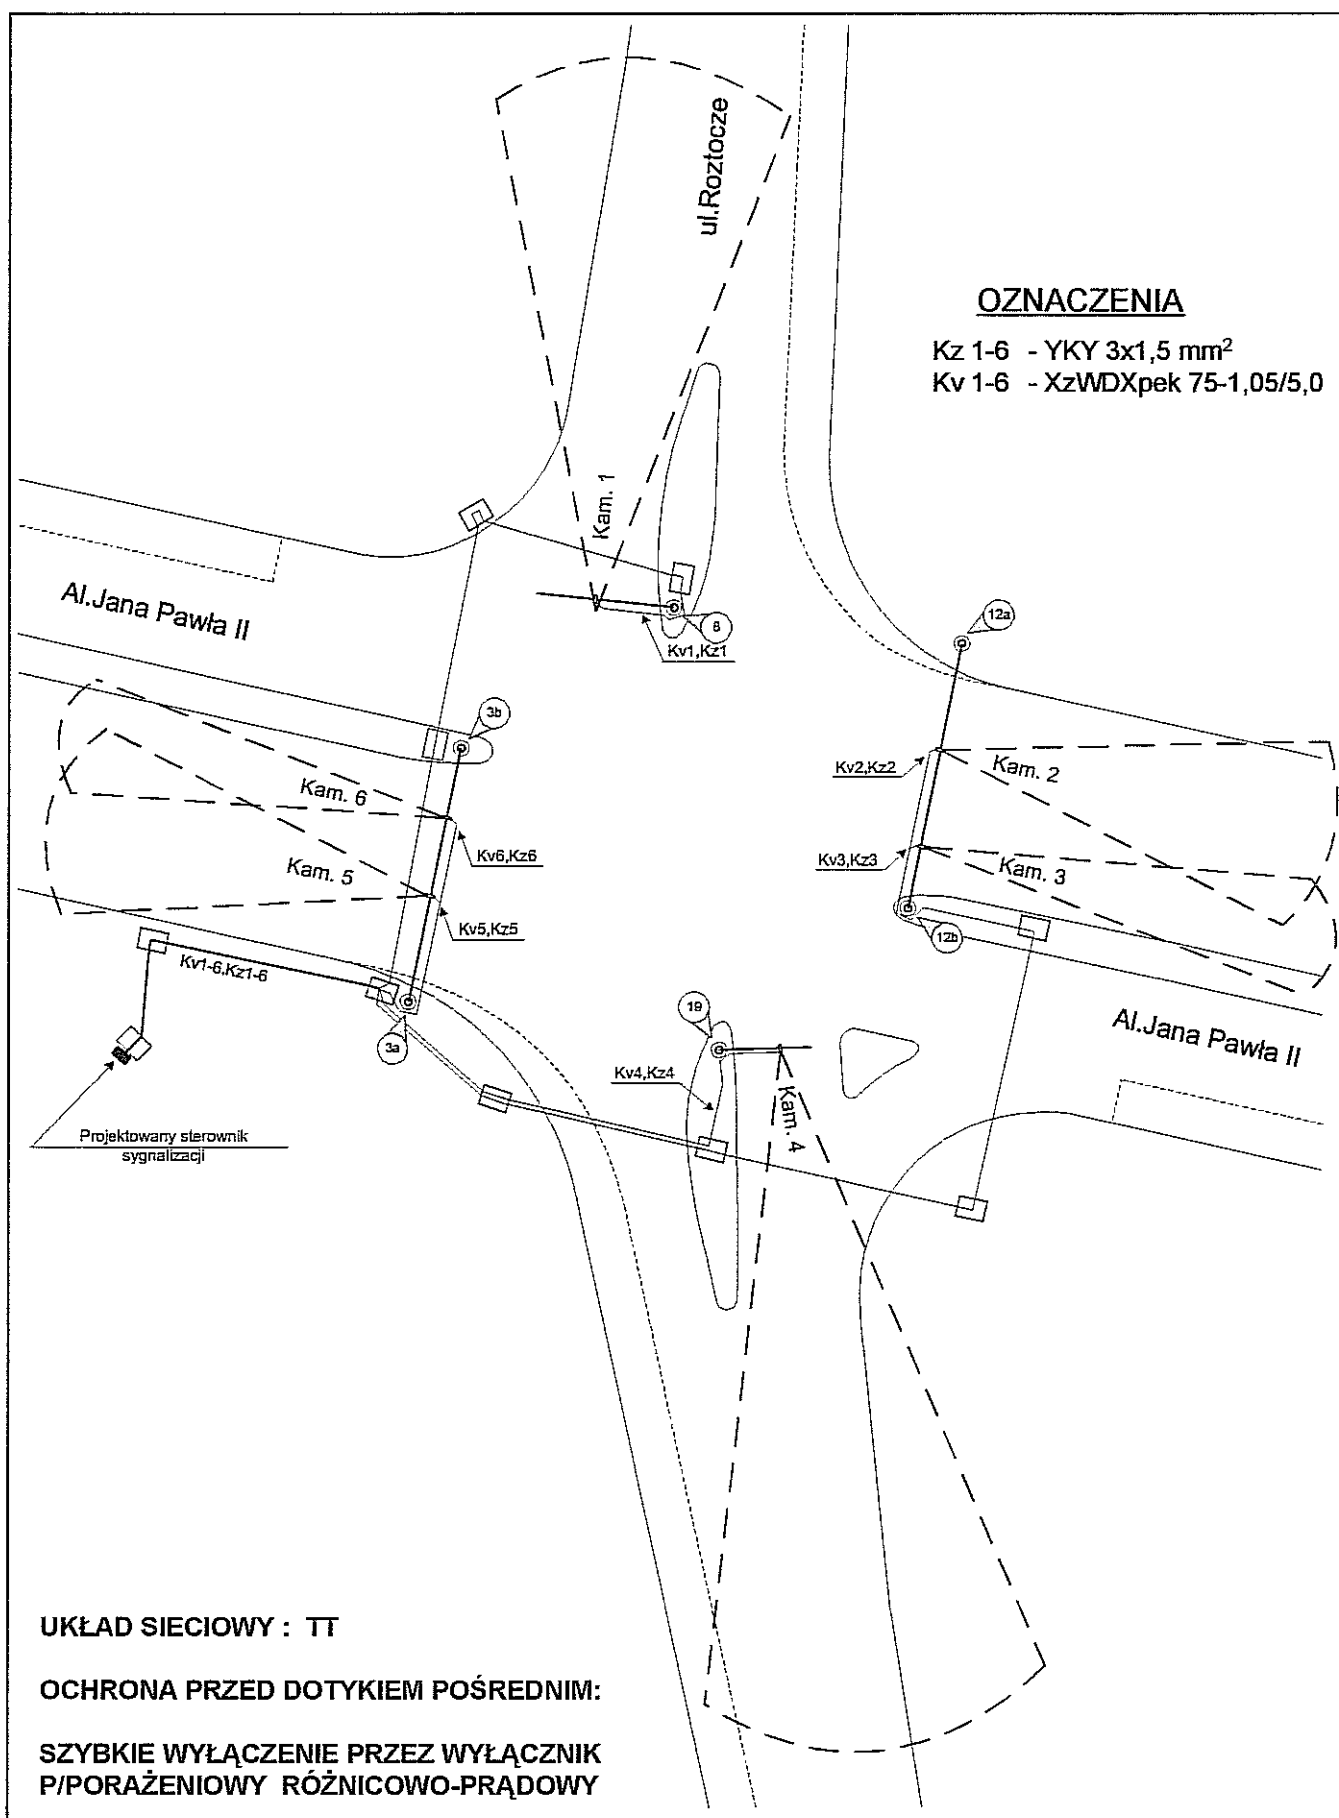 ul.Roztocze
OZNACZENIA
Kz 1-6 - YKY 3x1,5 mm²
Kv 1-6 - XzWDXpek 75-1,05/5,0
Kam. 1
Al.Jana Pawła II
8
Kv1,Kz1
12a
3b
Kv2,Kz2
Kam. 2
Kam. 6
Kv6,Kz6
Kv3,Kz3
Kam. 3
Kam. 5
Kv5,Kz5
12b
Kv1-6,Kz1-6
19
3a
Al.Jana Pawła II
Kv4,Kz4
Kam. 4
Projektowany sterownik
sygnalizacji
UKŁAD SIECIOWY : TT
OCHRONA PRZED DOTYKIEM POŚREDNIM:
SZYBKIE WYŁĄCZENIE PRZEZ WYŁĄCZNIK
P/PORAŻENIOWY RÓŻNICOWO-PRĄDOWY